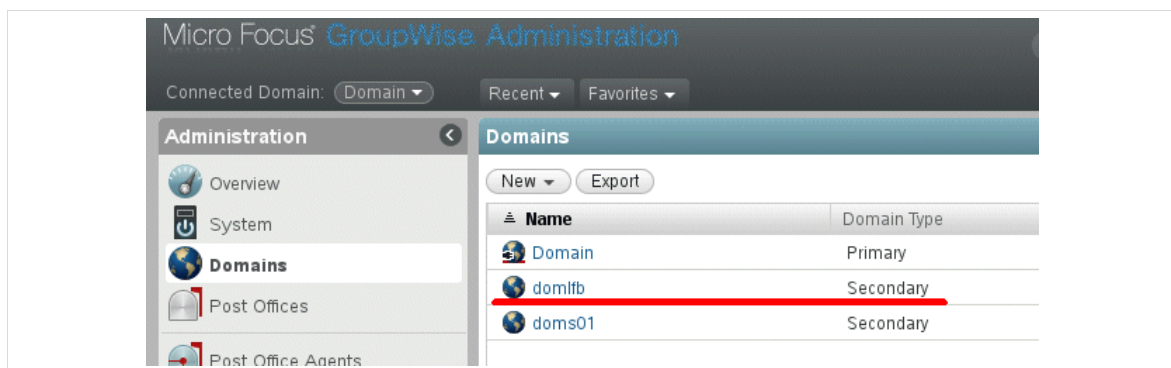 Micro Focus GroupWise Administration
Connected Domain: Domain Recent Favorites
Administration
Overview
System
Domains
Post Offices
Post Office Agents
Domains
New Export
Name Domain Type
Domain Primary
domlfb Secondary
doms01 Secondary